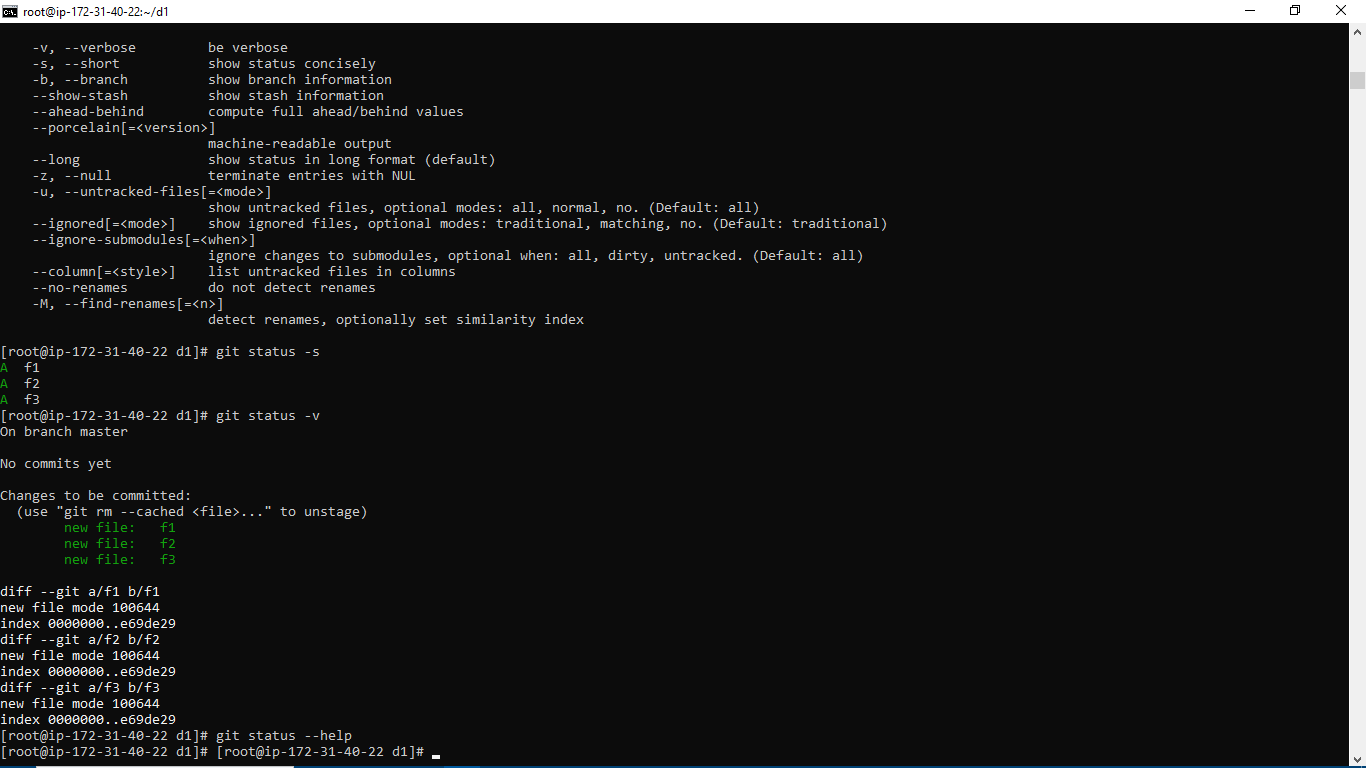 root@ip-172-31-40-22:~/d1
-v, --verbose be verbose
-s, --short show status concisely
-b, --branch show branch information
--show-stash show stash information
--ahead-behind compute full ahead/behind values
--porcelain[=<version>]
machine-readable output
--long show status in long format (default)
-z, --null terminate entries with NUL
-u, --untracked-files[=<mode>]
show untracked files, optional modes: all, normal, no. (Default: all)
--ignored[=<mode>] show ignored files, optional modes: traditional, matching, no. (Default: traditional)
--ignore-submodules[=<when>]
ignore changes to submodules, optional when: all, dirty, untracked. (Default: all)
--column[=<style>] list untracked files in columns
--no-renames do not detect renames
-M, --find-renames[=<n>]
detect renames, optionally set similarity index
[root@ip-172-31-40-22 d1]# git status -s
A f1
A f2
A f3
[root@ip-172-31-40-22 d1]# git status -v
On branch master
No commits yet
Changes to be committed:
(use "git rm --cached <file>..." to unstage)
new file: f1
new file: f2
new file: f3
diff --git a/f1 b/f1
new file mode 100644
index 0000000..e69de29
diff --git a/f2 b/f2
new file mode 100644
index 0000000..e69de29
diff --git a/f3 b/f3
new file mode 100644
index 0000000..e69de29
[root@ip-172-31-40-22 d1]# git status --help
[root@ip-172-31-40-22 d1]# [root@ip-172-31-40-22 d1]#